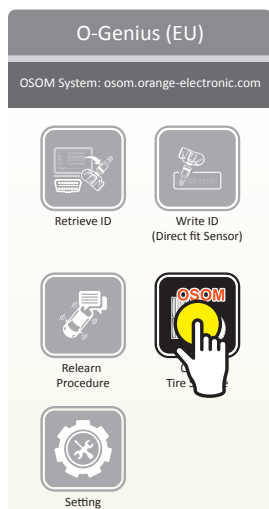 O-Genius (EU)
OSOM System: osom.orange-electronic.com
Retrieve ID
Write ID
(Direct fit Sensor)
Relearn
Procedure
OSOM
Tire
Setting